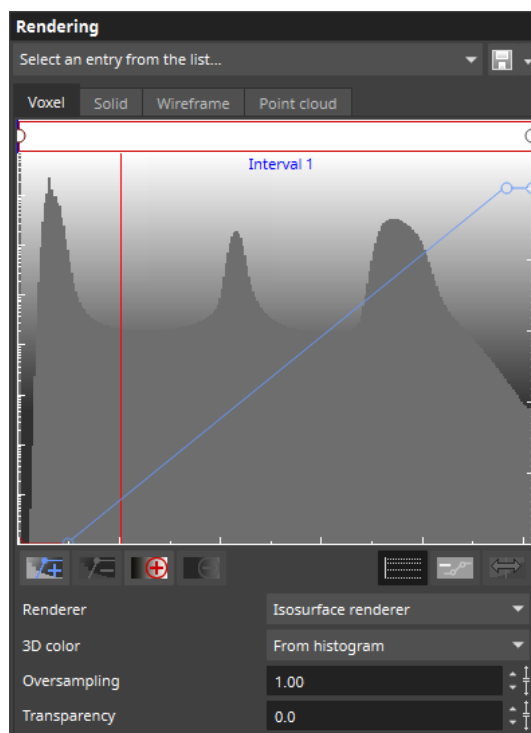 Rendering
Select an entry from the list...
Voxel Solid Wireframe Point cloud
Interval 1
Renderer Isosurface renderer
3D color From histogram
Oversampling 1.00
Transparency 0.0